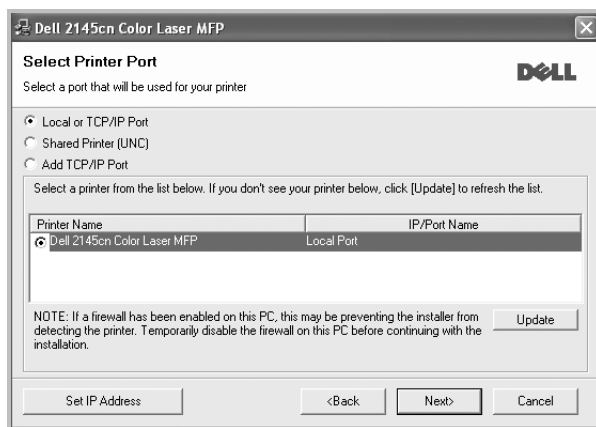 Dell 2145cn Color Laser MFP
Select Printer Port
Select a port that will be used for your printer
DELL
Local or TCP/IP Port
Shared Printer (UNC)
Add TCP/IP Port
Select a printer from the list below. If you don't see your printer below, click [Update] to refresh the list.
Printer Name IP/Port Name
Dell 2145cn Color Laser MFP Local Port
NOTE: If a firewall has been enabled on this PC, this may be preventing the installer from
detecting the printer. Temporarily disable the firewall on this PC before continuing with the
installation.
Update
Set IP Address <Back Next> Cancel